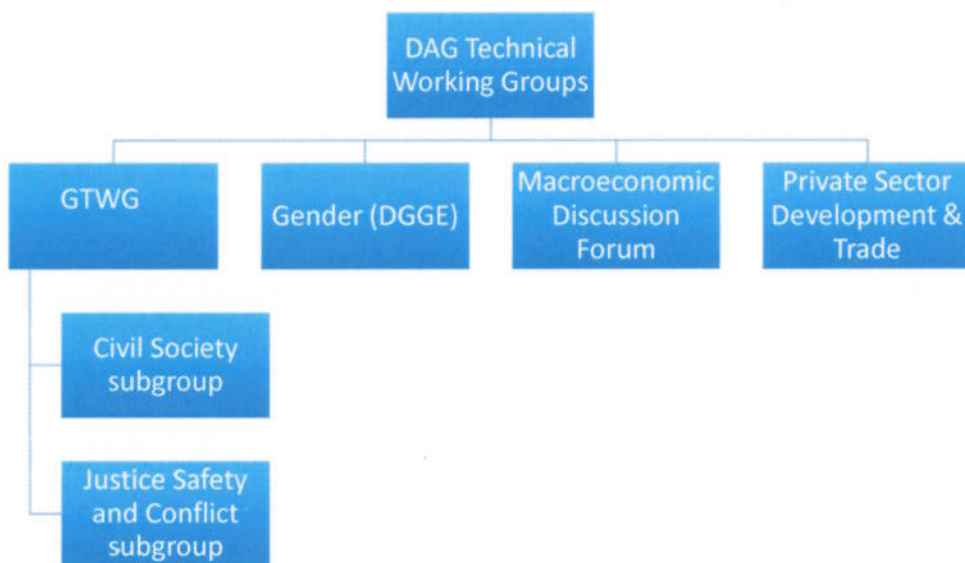 DAG Technical
Working Groups
GTWG
Gender (DGGE)
Macroeconomic
Discussion
Forum
Private Sector
Development &
Trade
Civil Society
subgroup
Justice Safety
and Conflict
subgroup